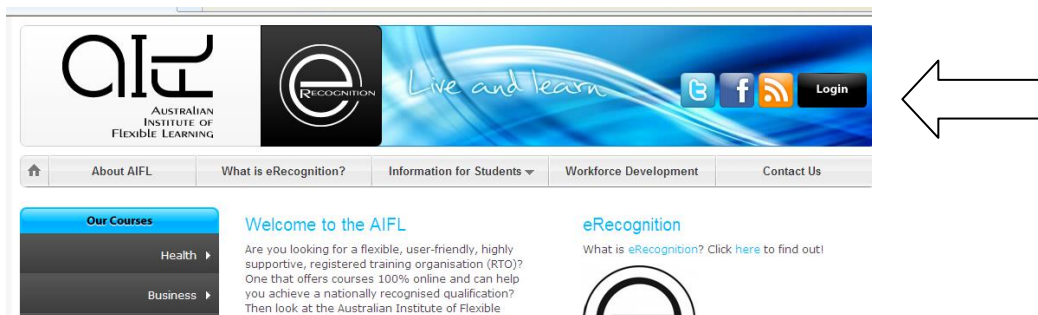 AIFL
AUSTRALIAN
INSTITUTE OF
FLEXIBLE LEARNING
e
RECOGNITION
Live and learn
Login
About AIFL
What is eRecognition?
Information for Students
Workforce Development
Contact Us
Our Courses
Health
Business
Welcome to the AIFL
Are you looking for a flexible, user-friendly, highly
supportive, registered training organisation (RTO)?
One that offers courses 100% online and can help
you achieve a nationally recognised qualification?
Then look at the Australian Institute of Flexible
eRecognition
What is eRecognition? Click here to find out!